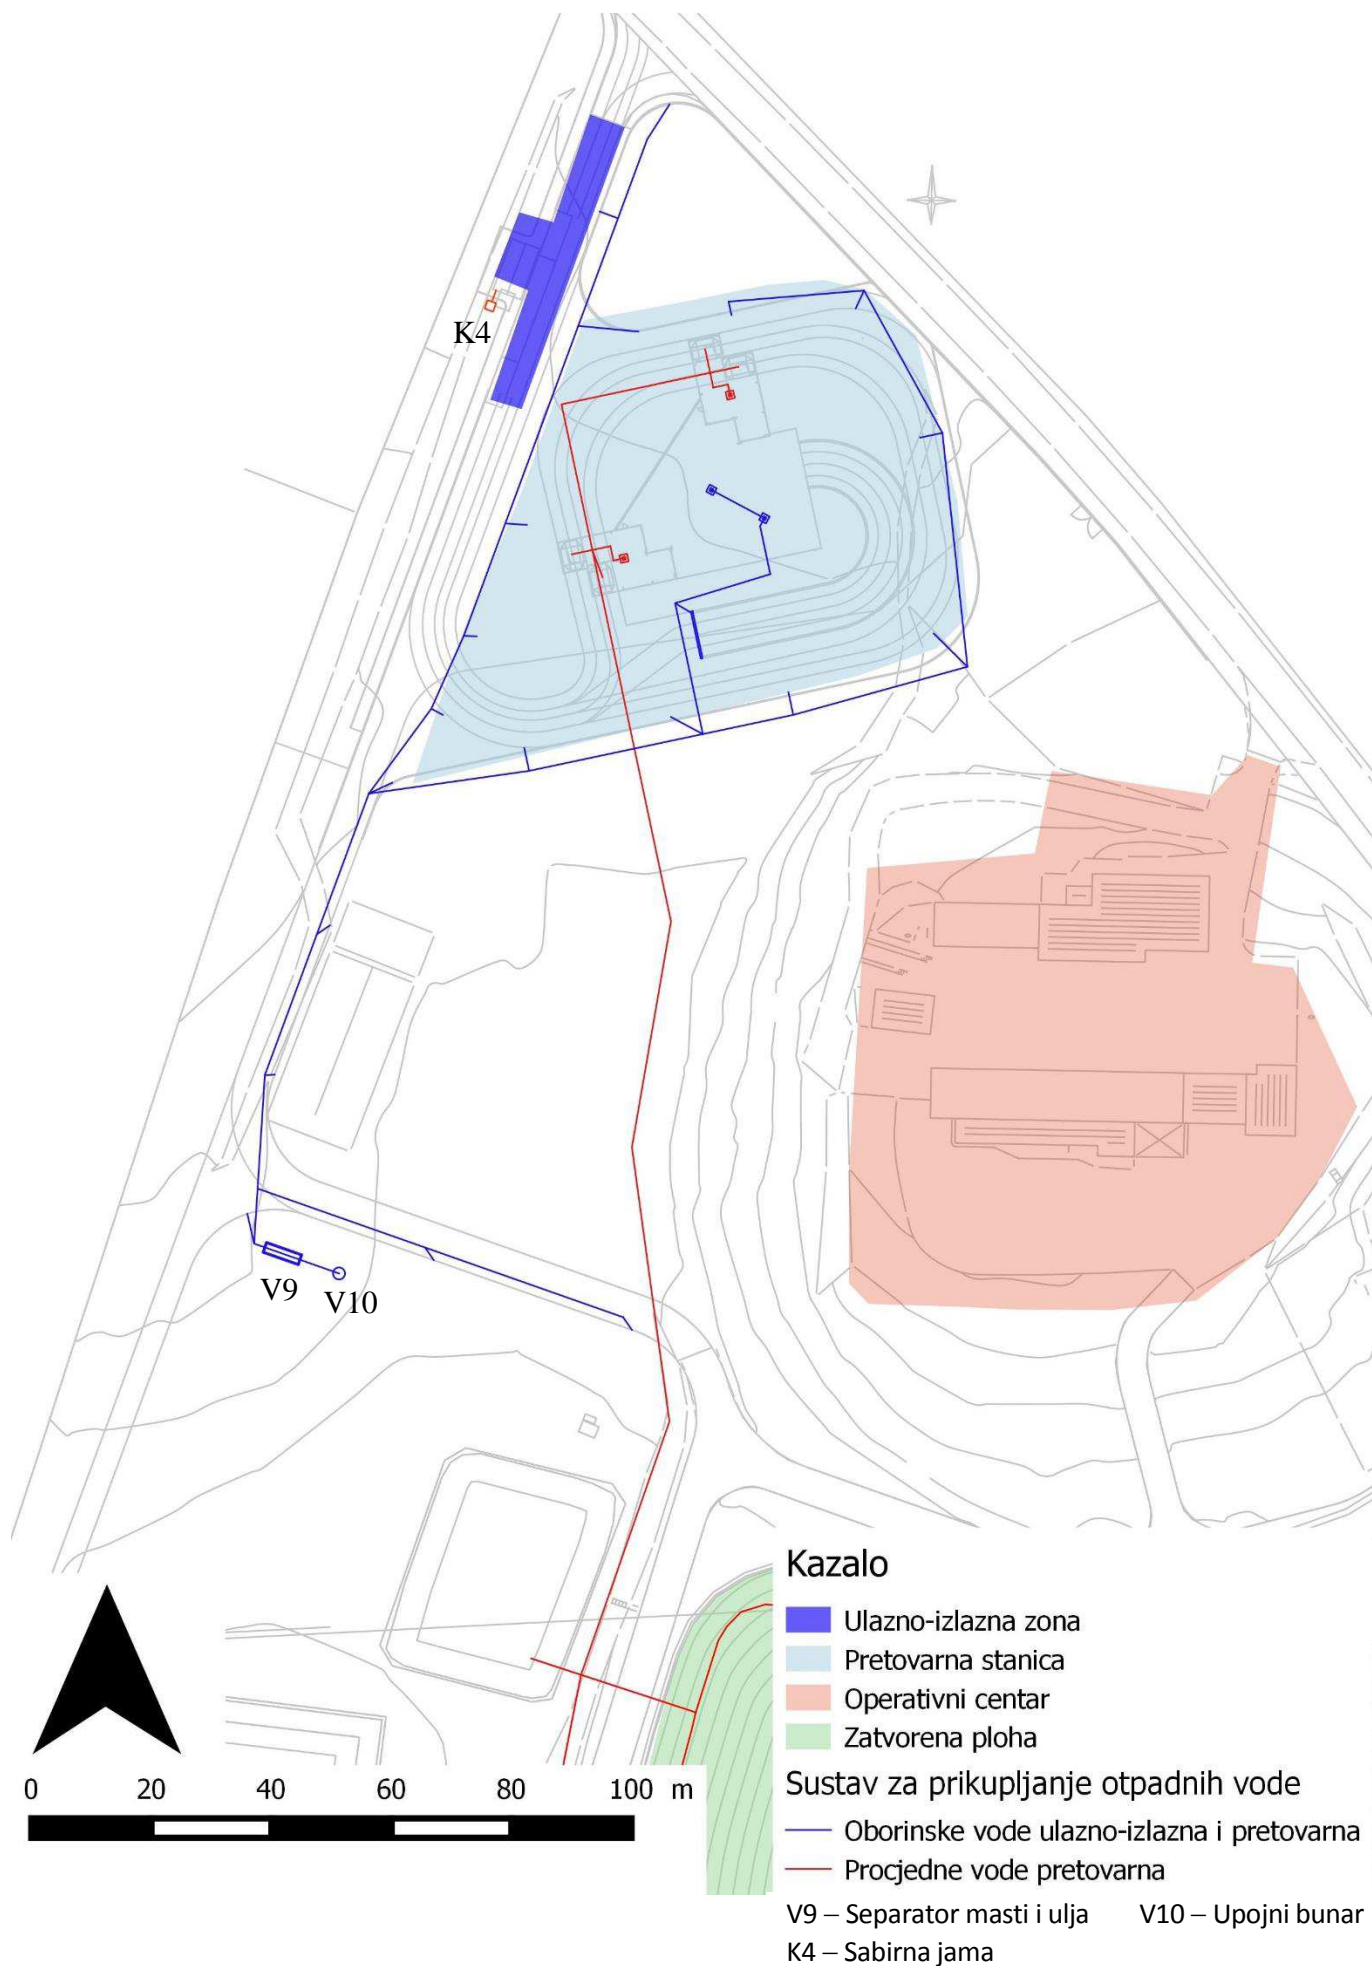 K4
V9
V10
Kazalo
Ulazno-izlazna zona
Pretovarna stanica
Operativni centar
Zatvorena ploha
Sustav za prikupljanje otpadnih vode
Oborinske vode ulazno-izlazna i pretovarna
Procjedne vode pretovarna
V9 – Separator masti i ulja V10 – Upojni bunar
K4 – Sabirna jama
0 20 40 60 80 100 m